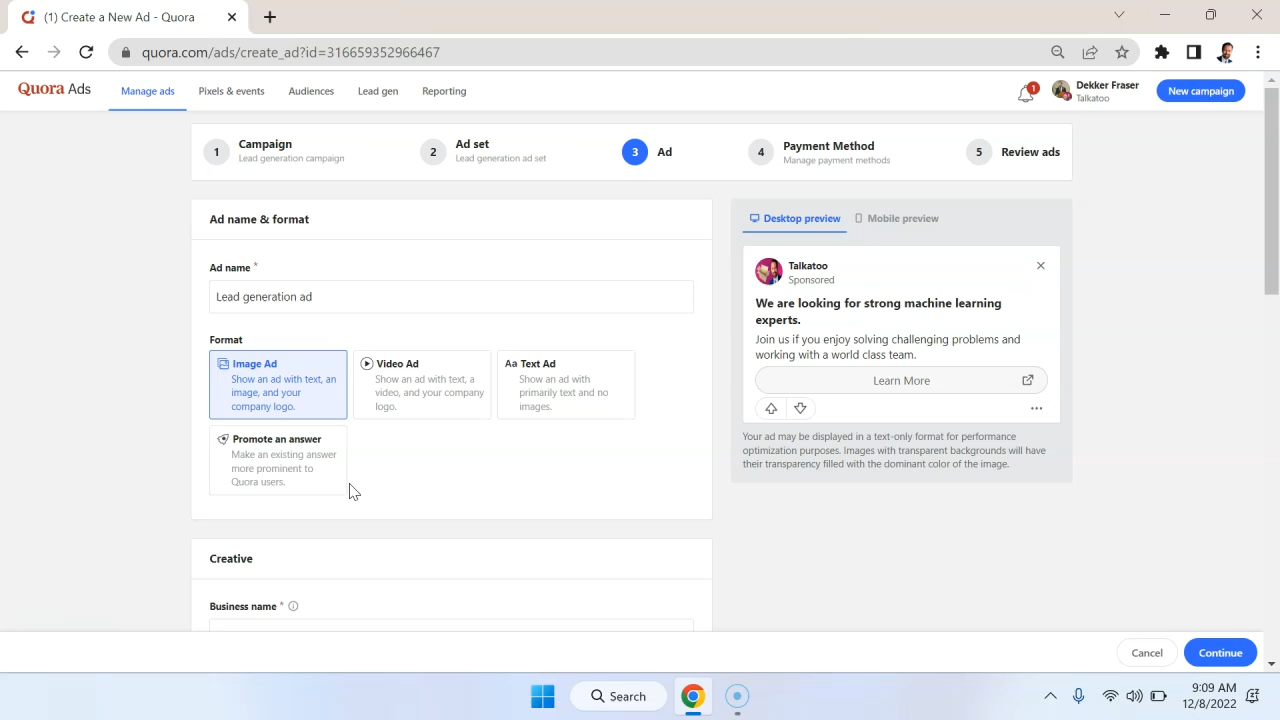 (1) Create a New Ad - Quora
quora.com/ads/create_ad?id=316659352966467
Quora Ads
Manage ads
Pixels & events
Audiences
Lead gen
Reporting
1
Dekker Fraser
Talkatoo
New campaign
1
Campaign
Lead generation campaign
2
Ad set
Lead generation ad set
3
Ad
4
Payment Method
Manage payment methods
5
Review ads
Ad name & format
Ad name *
Lead generation ad
Format
Image Ad
Show an ad with text, an
image, and your
company logo.
Video Ad
Show an ad with text, a
video, and your company
logo.
Aa Text Ad
Show an ad with
primarily text and no
images.
Promote an answer
Make an existing answer
more prominent to
Quora users.
Creative
Business name *
Desktop preview
Mobile preview
Talkatoo
Sponsored
We are looking for strong machine learning
experts.
Join us if you enjoy solving challenging problems and
working with a world class team.
Learn More
Your ad may be displayed in a text-only format for performance
optimization purposes. Images with transparent backgrounds will have
their transparency filled with the dominant color of the image.
Cancel
Continue
Search
9:09 AM
12/8/2022